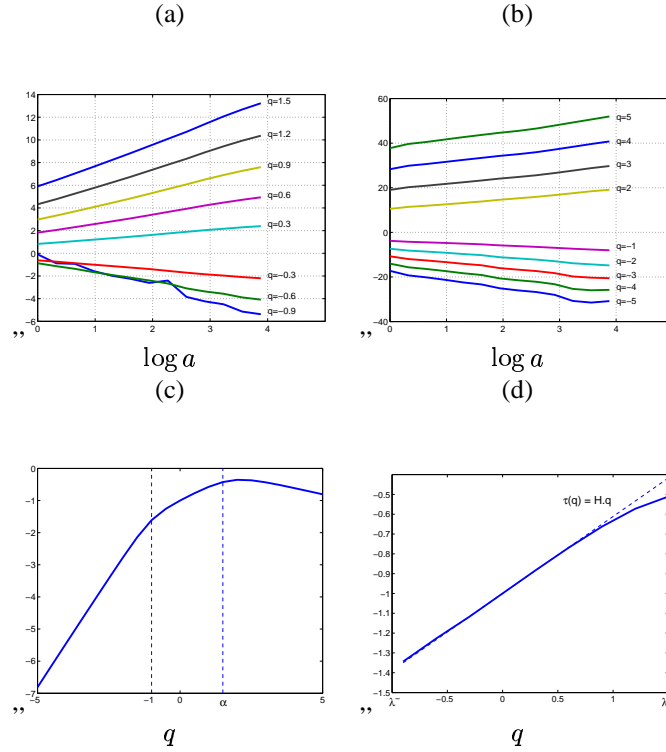 (a)
(b)
14
12
10
8
6
4
2
0
−2
−4
−6
0
1
2
3
4
q=1.5
q=1.2
q=0.9
q=0.6
q=0.3
q=−0.3
q=−0.6
q=−0.9
”
log a
60
40
20
0
−20
−40
0
1
2
3
4
5
q=5
q=4
q=3
q=2
q=−1
q=−2
q=−3
q=−4
q=−5
”
log a
(c)
(d)
0
−1
−2
−3
−4
−5
−6
−7
−5
−1
0
α
5
”
q
−0.5
−0.6
−0.7
−0.8
−0.9
−1
−1.1
−1.2
−1.3
−1.4
−1.5
λ⁻
−0.5
0
0.5
1
λ
τ(q) = H.q
”
q